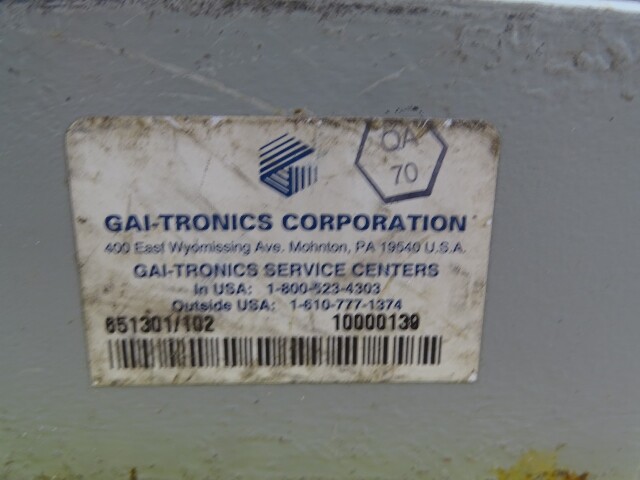 QA
70
GAI-TRONICS CORPORATION
400 East Wyomissing Ave. Mohnton, PA 19540 U.S.A.
GAI-TRONICS SERVICE CENTERS
In USA: 1-800-523-4303
Outside USA: 1-610-777-1374
651301/102 10000139